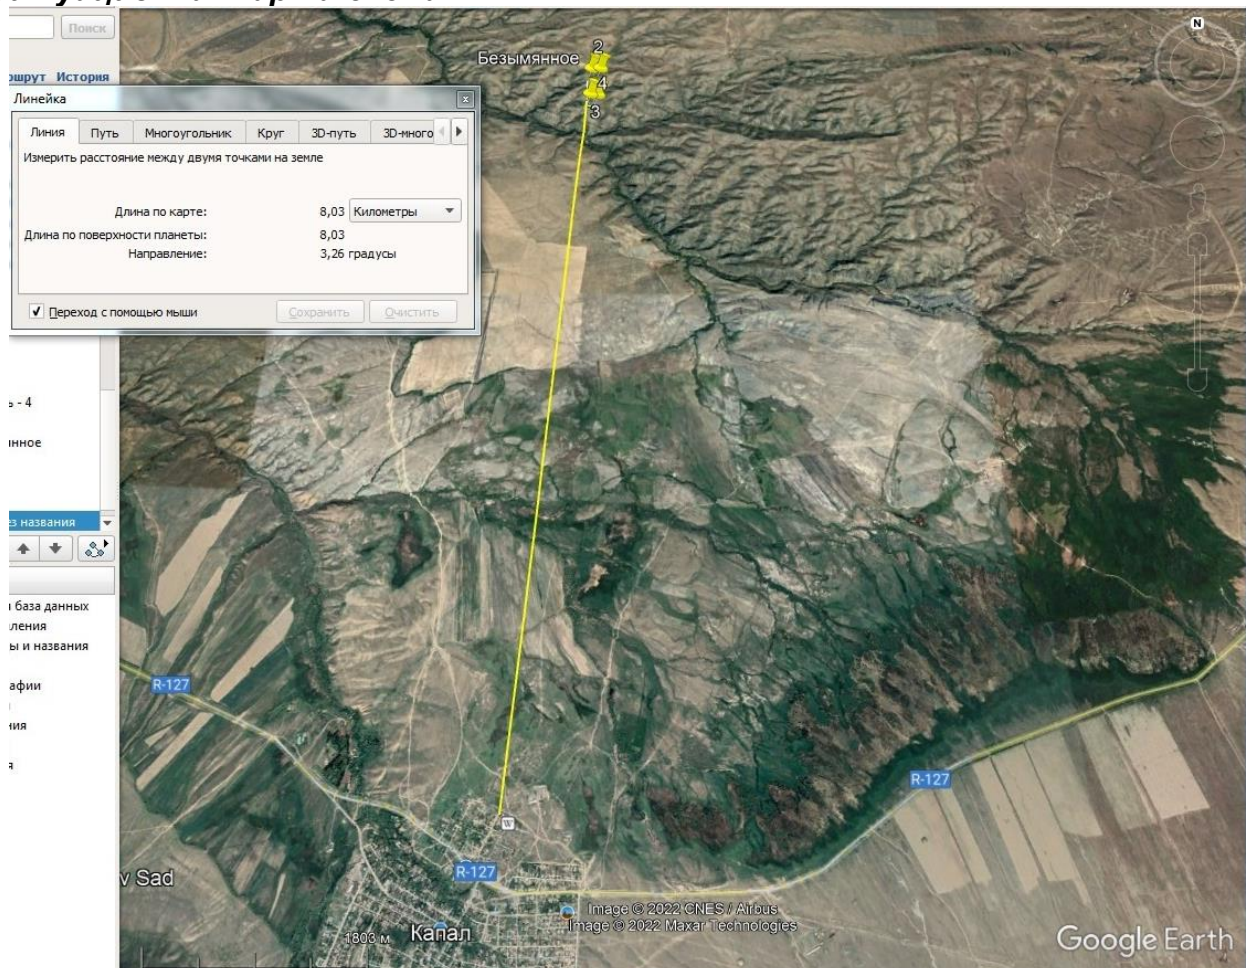 Поиск
История
Безымянное
2
4
3
Линейка
Линия Путь Многоугольник Круг 3D-путь 3D-много
Измерить расстояние между двумя точками на земле
Длина по карте: 8,03 Километры
Длина по поверхности планеты: 8,03
Направление: 3,26 градусы
Переход с помощью мыши Сохранить Очистить
N
ь - 4
нное
ез названия
я база данных
ления
ы и названия
афии
ния
я
R-127
R-127
R-127
W
v Sad
1803 м
Капал
Image © 2022 CNES / Airbus
Image © 2022 Maxar Technologies
Google Earth